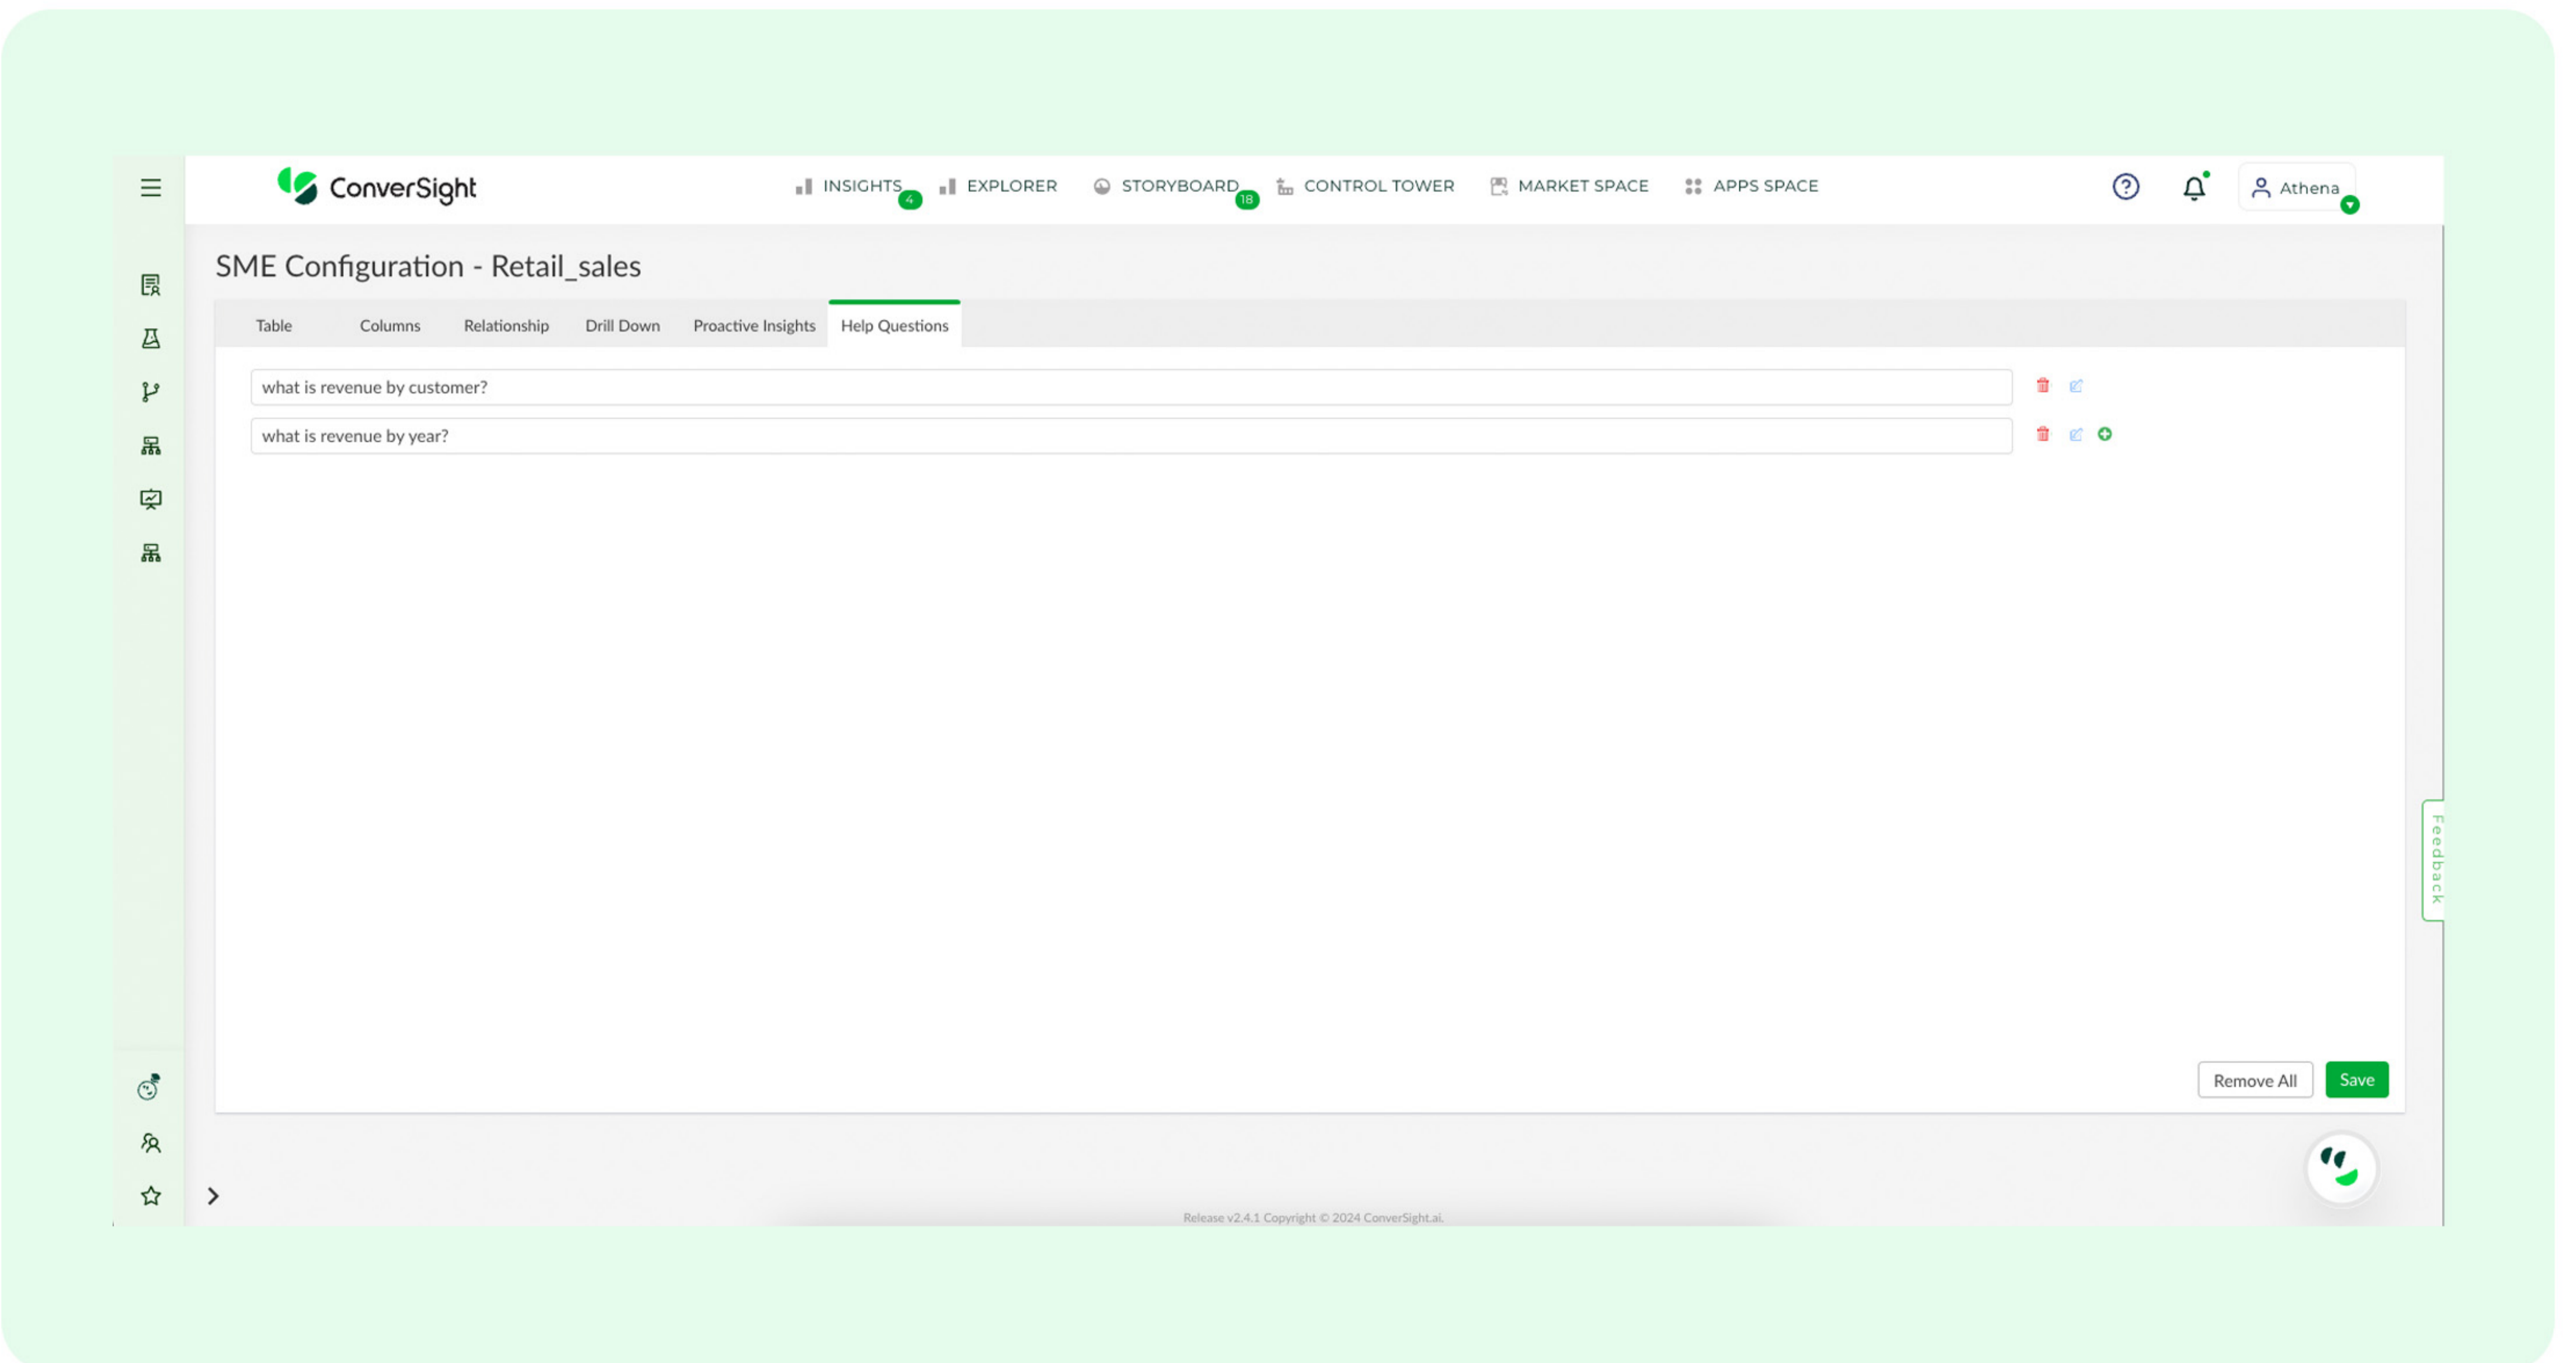 ConverSight
INSIGHTS 4 EXPLORER STORYBOARD 18 CONTROL TOWER MARKET SPACE APPS SPACE
Athena
SME Configuration - Retail_sales
Table Columns Relationship Drill Down Proactive Insights Help Questions
what is revenue by customer?
what is revenue by year?
Feedback
Remove All Save
Release v2.4.1 Copyright © 2024 ConverSight.ai.